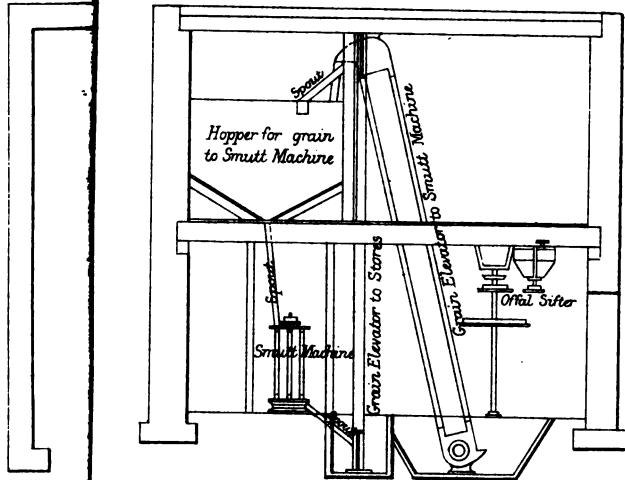 Spout
Hopper for grain
to Smutt Machine
Grain Elevator to Smutt Machine
Grain Elevator to Stores
Spout
Offal Sifter
Smutt Machine
Spout